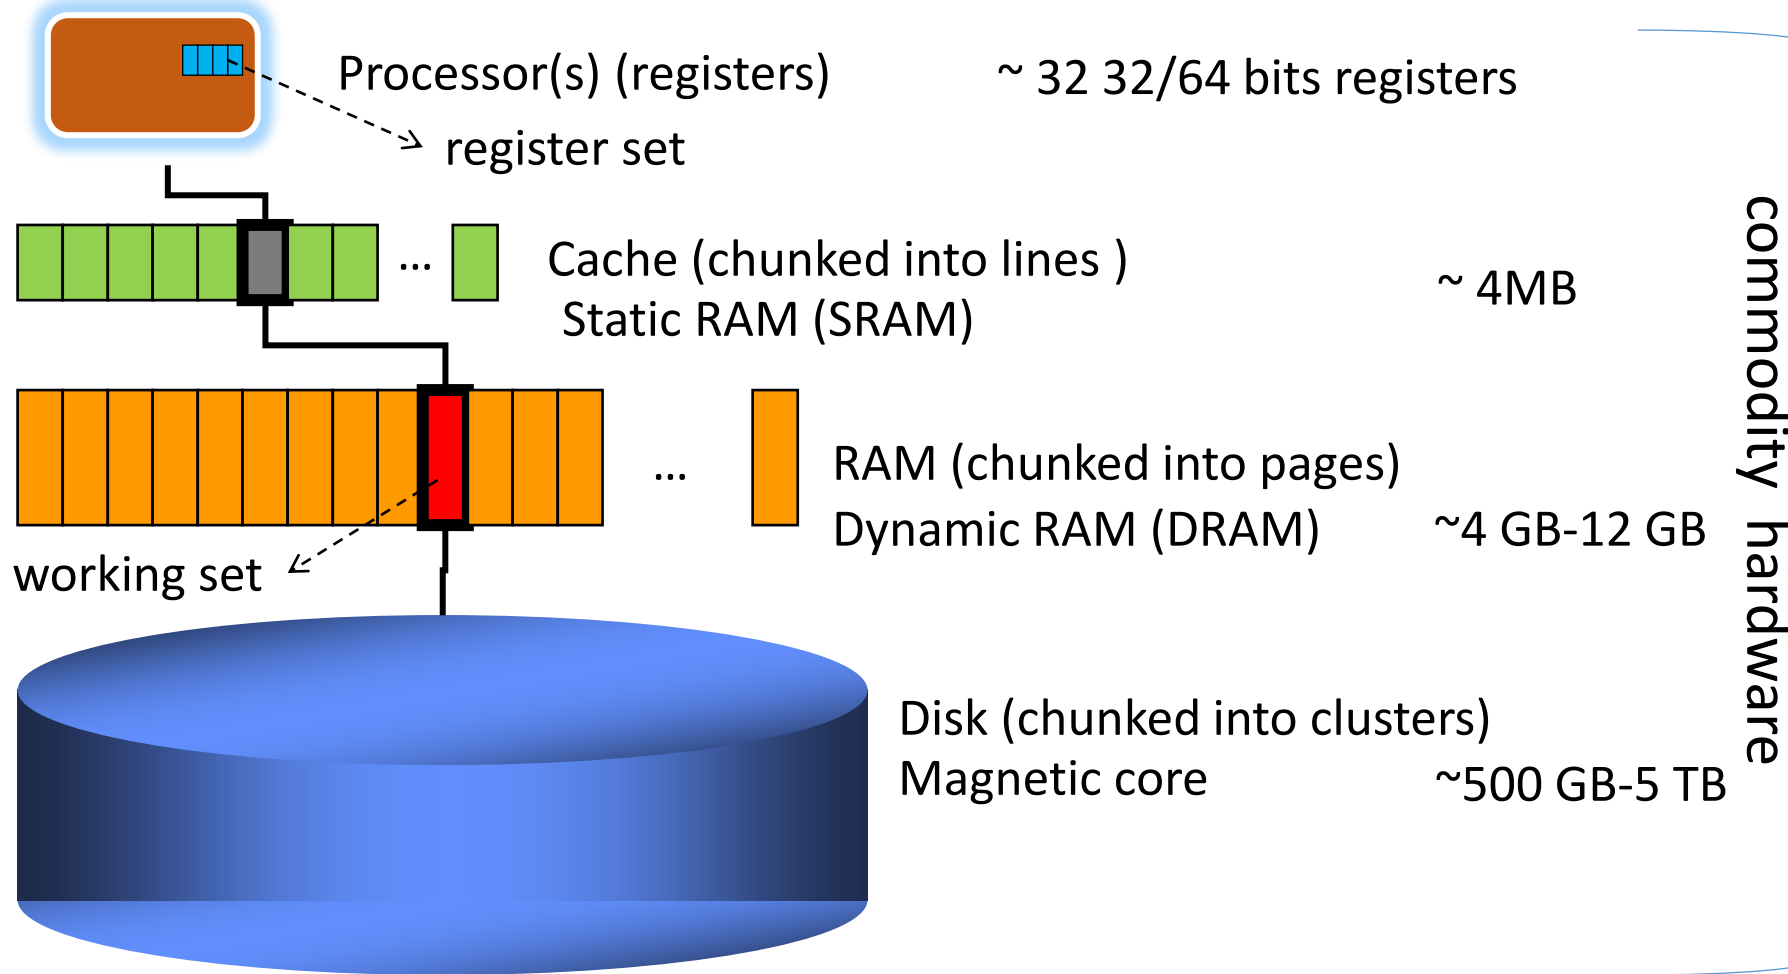 Processor(s) (registers)
~ 32 32/64 bits registers
register set
Cache (chunked into lines )
~ 4MB
Static RAM (SRAM)
...
RAM (chunked into pages)
...
Dynamic RAM (DRAM)
~4 GB-12 GB
working set
Disk (chunked into clusters)
Magnetic core
~500 GB-5 TB
commodity hardware